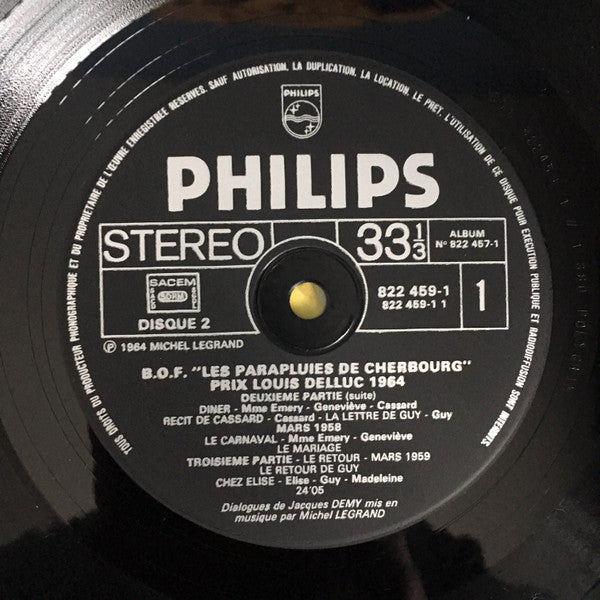 TOUS DROITS DU PRODUCTEUR PHONOGRAPHIQUE ET DU PROPRIETAIRE DE L'ŒUVRE ENREGISTREE RESERVES. SAUF AUTORISATION, LA DUPLICATION, LA LOCATION, LE PRET, L'UTILISATION DE CE DISQUE POUR EXECUTION PUBLIQUE ET RADIODIFFUSION SONT INTERDITS
PHILIPS
PHILIPS
STEREO
33 1/3
ALBUM
N° 822 457-1
SACEM
SDRM
DISQUE 2
822 459-1
822 459-1 1
1
Ⓟ 1964 MICHEL LEGRAND
B.O.F. "LES PARAPLUIES DE CHERBOURG"
PRIX LOUIS DELLUC 1964
DEUXIEME PARTIE (suite)
DINER - Mme Emery - Geneviève - Cassard
RECIT DE CASSARD - Cassard - LA LETTRE DE GUY - Guy
MARS 1958
LE CARNAVAL - Mme Emery - Geneviève
LE MARIAGE
TROISIEME PARTIE - LE RETOUR - MARS 1959
LE RETOUR DE GUY
CHEZ ELISE - Elise - Guy - Madeleine
24'05
Dialogues de Jacques DEMY mis en
musique par Michel LEGRAND